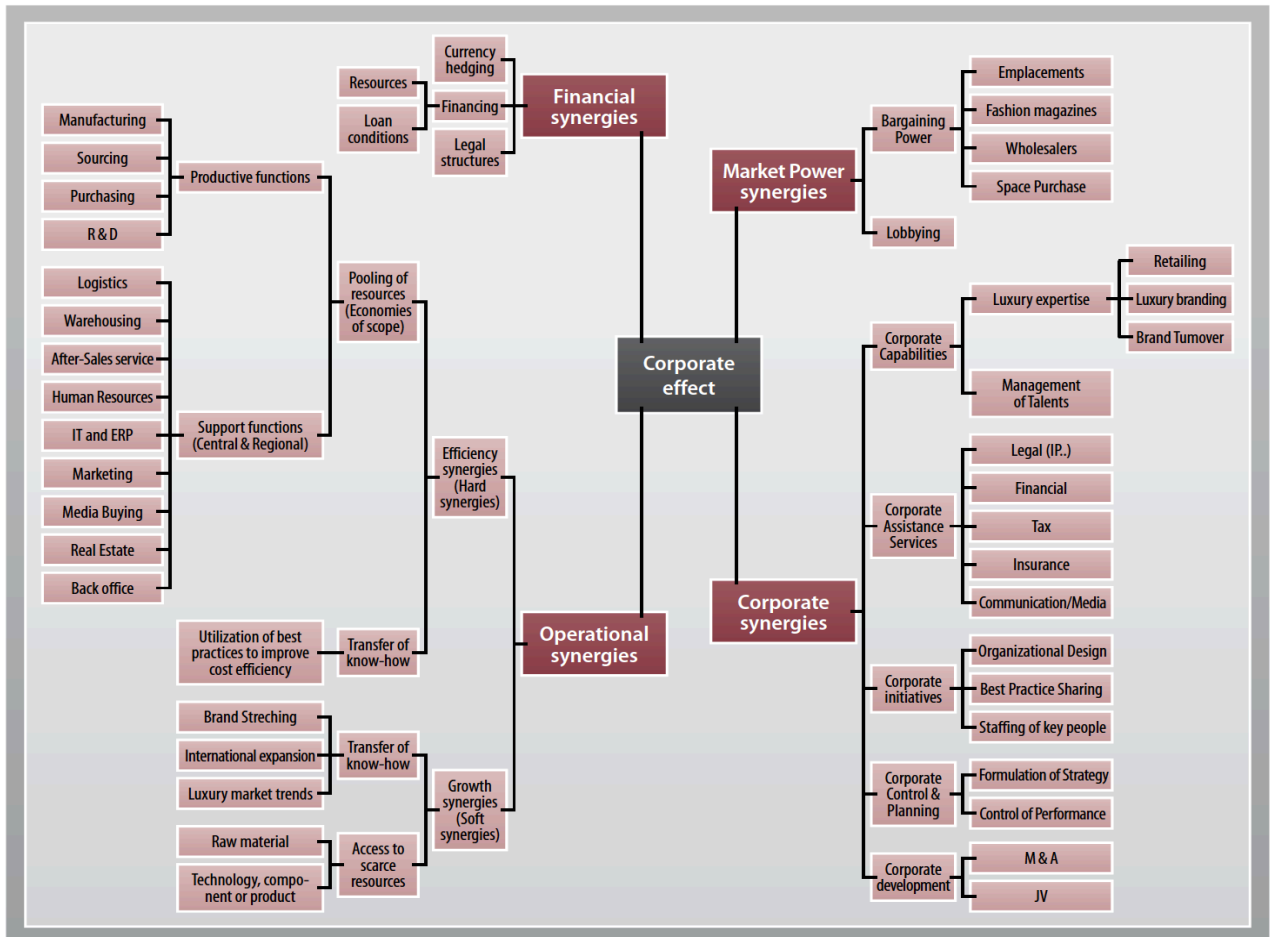 Currency
hedging
Resources
Financing
Loan
conditions
Legal
structures
Financial
synergies
Manufacturing
Sourcing
Purchasing
R & D
Productive functions
Logistics
Warehousing
After-Sales service
Human Resources
IT and ERP
Marketing
Media Buying
Real Estate
Back office
Support functions
(Central & Regional)
Pooling of
resources
(Economies
of scope)
Efficiency
synergies
(Hard
synergies)
Utilization of best
practices to improve
cost efficiency
Transfer of
know-how
Operational
synergies
Brand Streching
International expansion
Luxury market trends
Transfer of
know-how
Growth
synergies
(Soft
synergies)
Raw material
Technology, compo-
nent or product
Access to
scarce
resources
Corporate
effect
Market Power
synergies
Bargaining
Power
Emplacements
Fashion magazines
Wholesalers
Space Purchase
Lobbying
Corporate
synergies
Corporate
Capabilities
Luxury expertise
Retailing
Luxury branding
Brand Turnover
Management
of Talents
Corporate
Assistance
Services
Legal (IP..)
Financial
Tax
Insurance
Communication/Media
Corporate
initiatives
Organizational Design
Best Practice Sharing
Staffing of key people
Corporate
Control &
Planning
Formulation of Strategy
Control of Performance
Corporate
development
M & A
JV